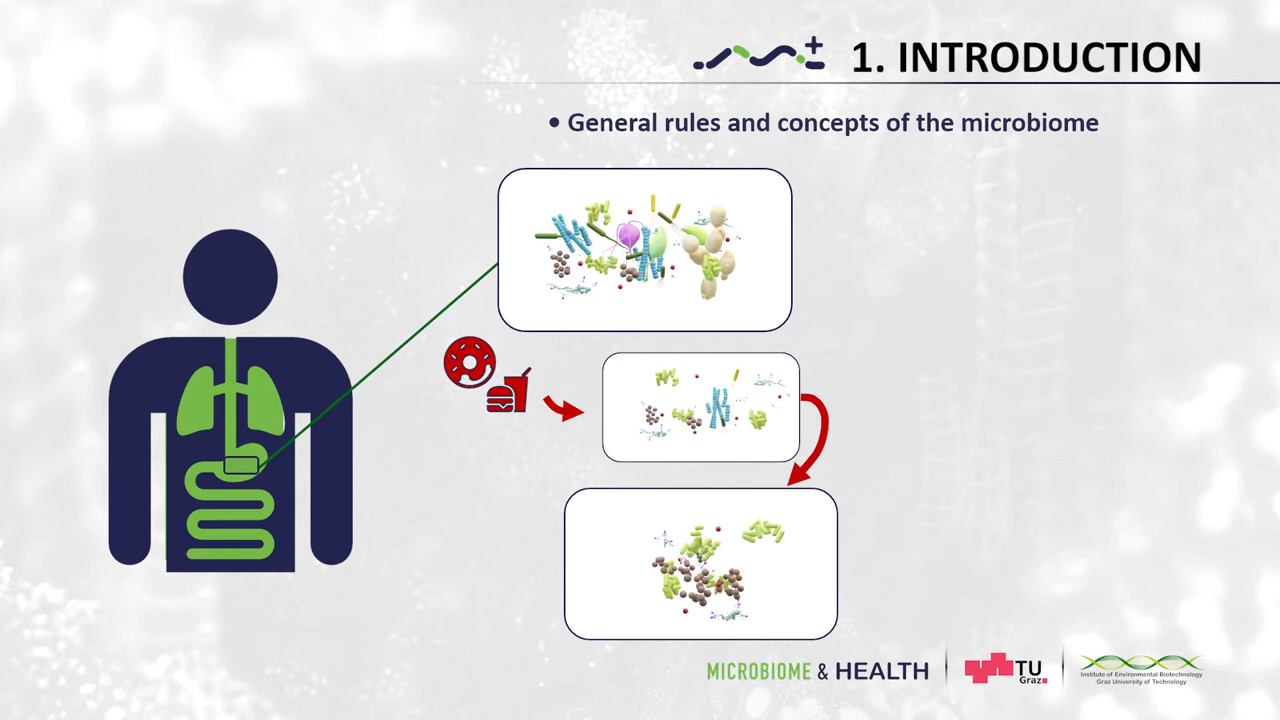 1. INTRODUCTION
• General rules and concepts of the microbiome
MICROBIOME & HEALTH
TU
Graz
Institute of Environmental Biotechnology
Graz University of Technology